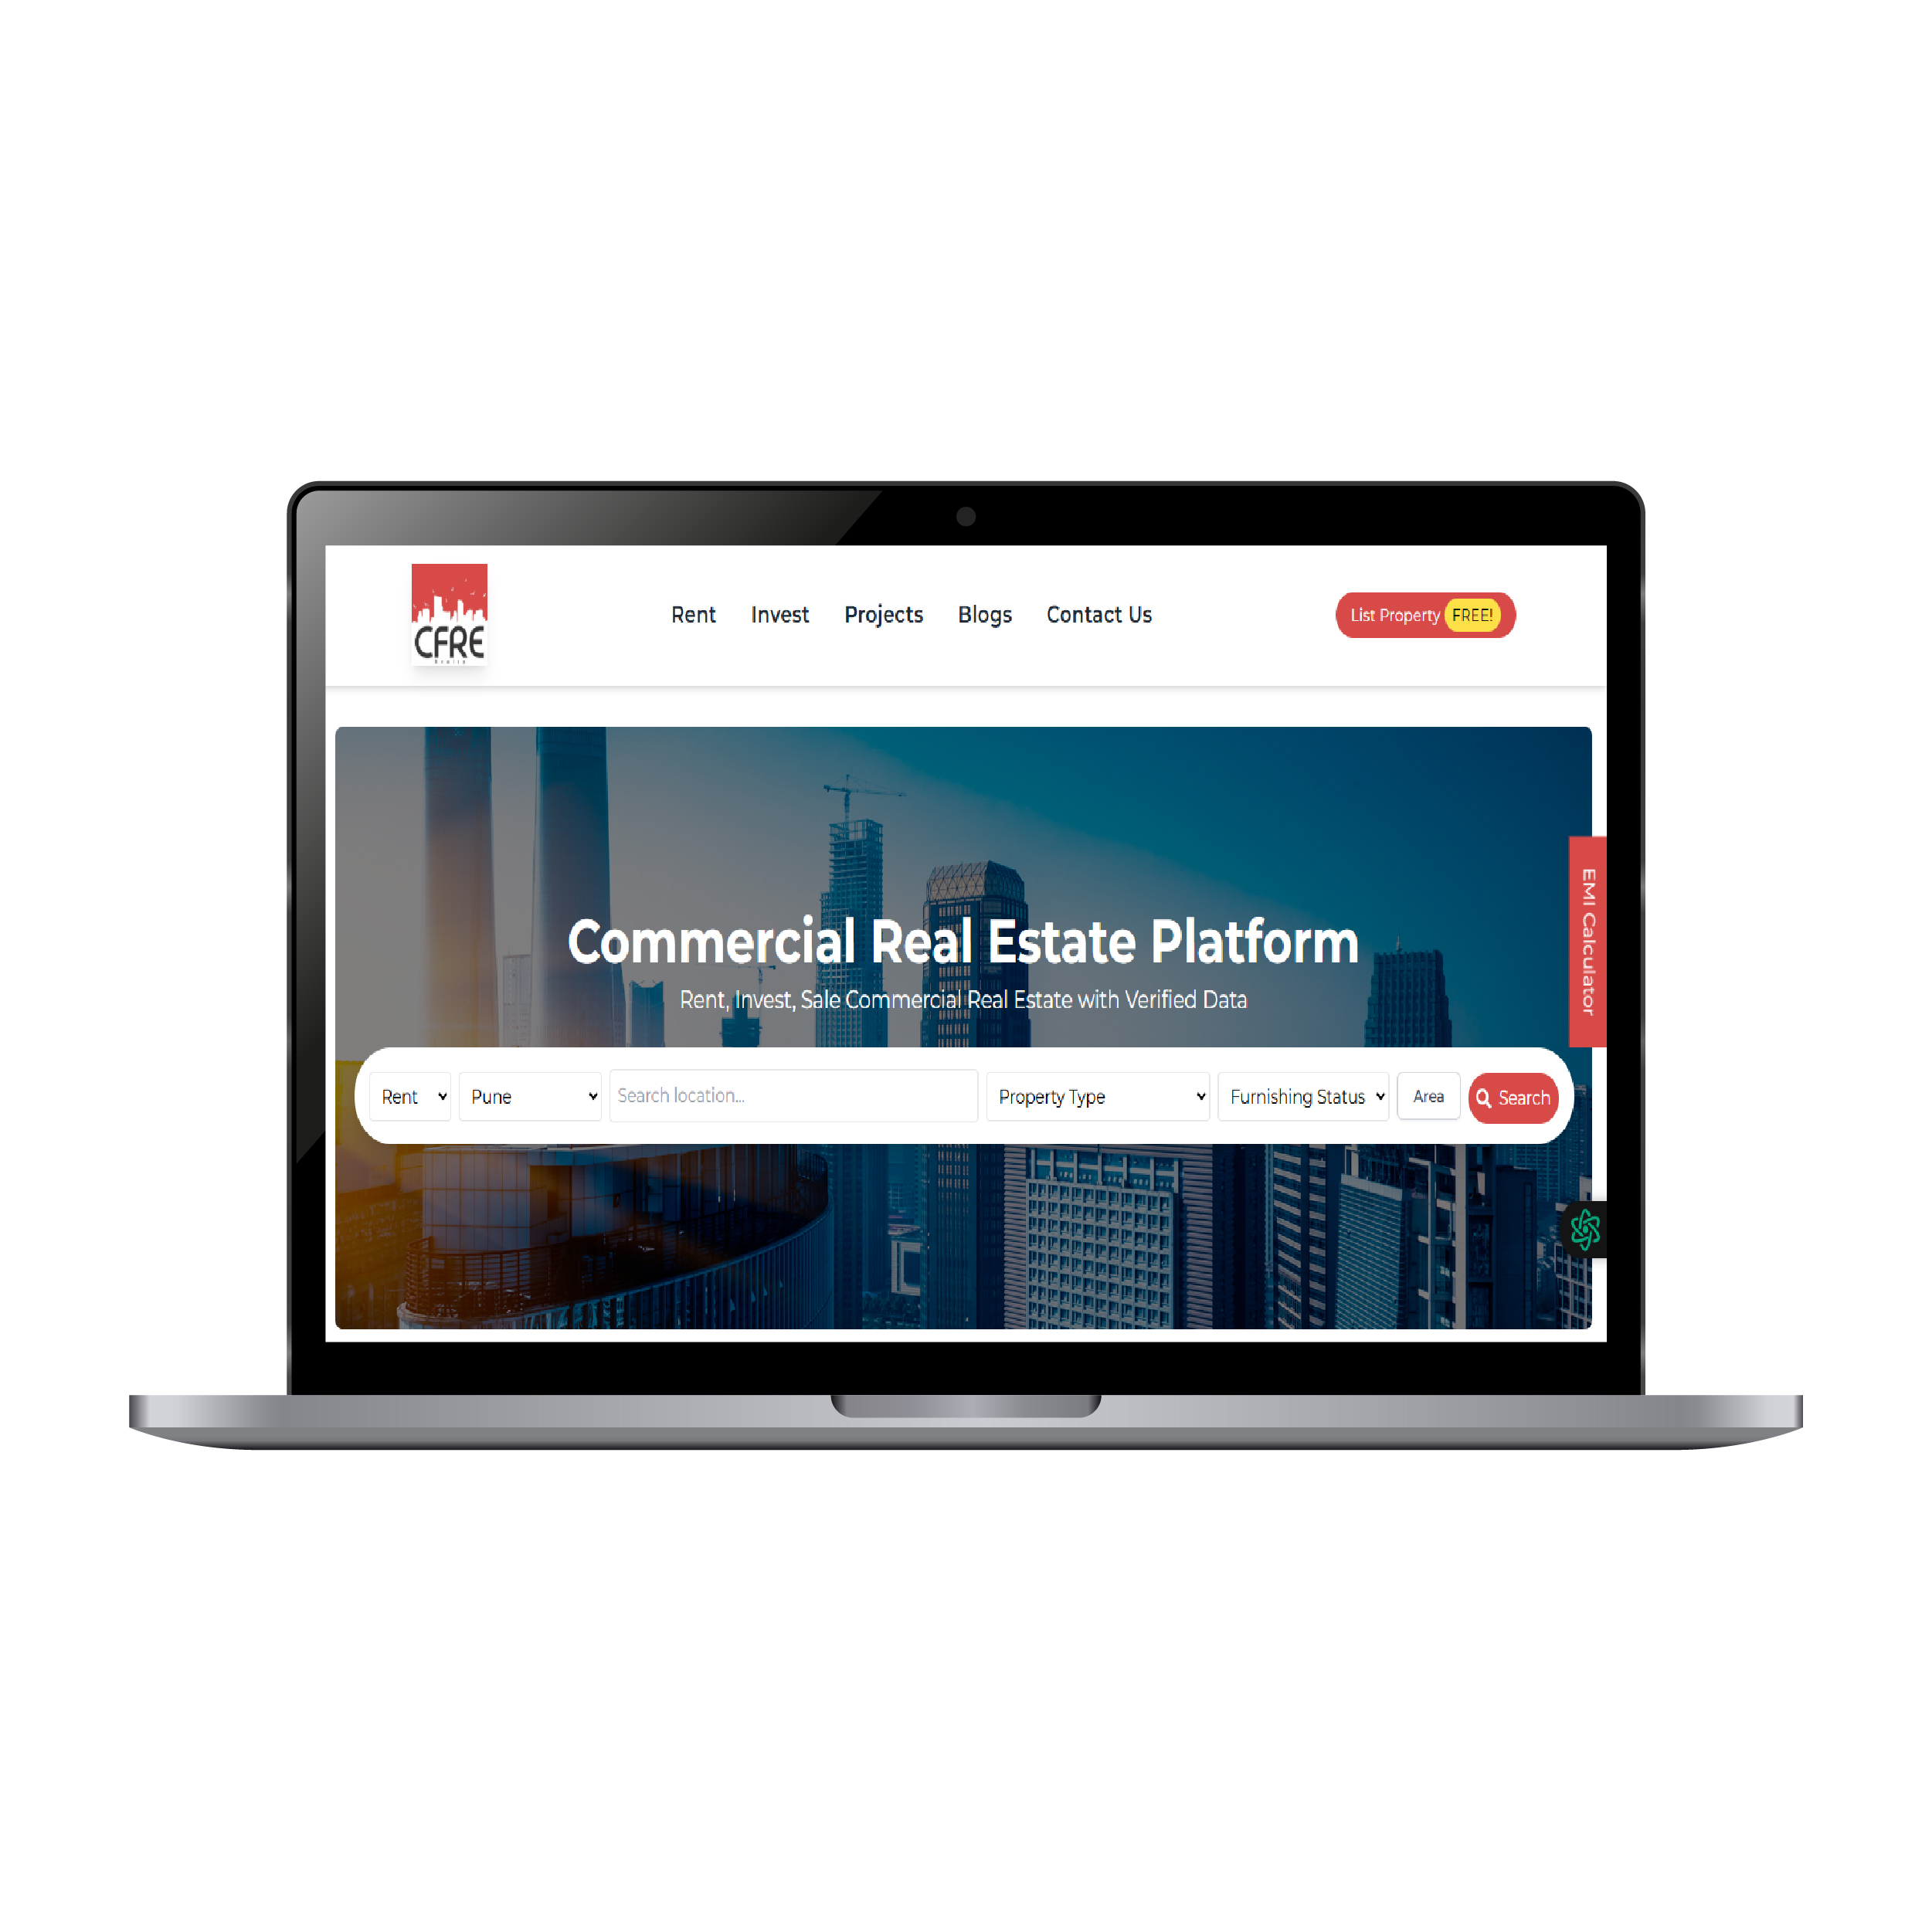 CFRE
Rent Invest Projects Blogs Contact Us
List Property FREE!
Commercial Real Estate Platform
Rent, Invest, Sale Commercial Real Estate with Verified Data
EMI Calculator
Rent Pune Search location... Property Type Furnishing Status Area Search